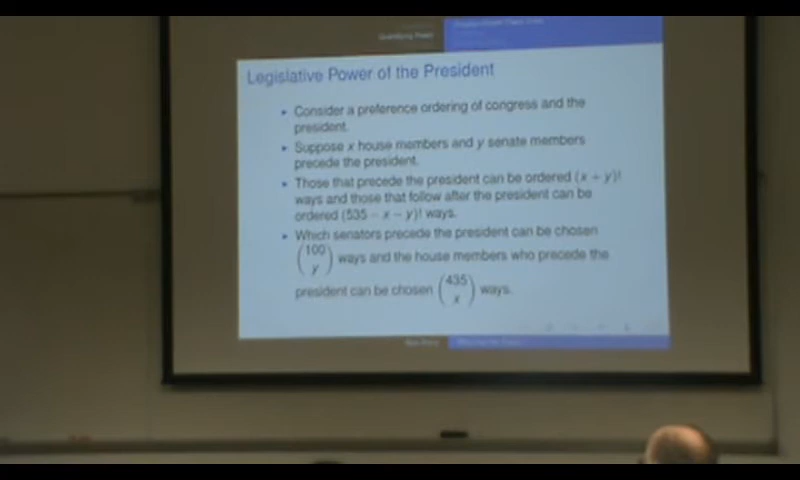 Quantifying Power
Legislative Power of the President
► Consider a preference ordering of congress and the
president.
► Suppose x house members and y senate members
precede the president.
► Those that precede the president can be ordered (x + y)!
ways and those that follow after the president can be
ordered (535 − x − y)! ways.
► Which senators precede the president can be chosen
(100 y) ways and the house members who precede the
president can be chosen (435 x) ways.